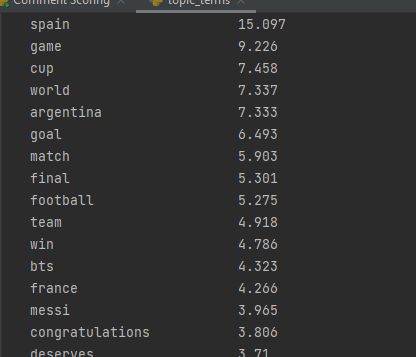 Comment Scoring topic_terms
spain 15.097
game 9.226
cup 7.458
world 7.337
argentina 7.333
goal 6.493
match 5.903
final 5.301
football 5.275
team 4.918
win 4.786
bts 4.323
france 4.266
messi 3.965
congratulations 3.806
deserves 3.71